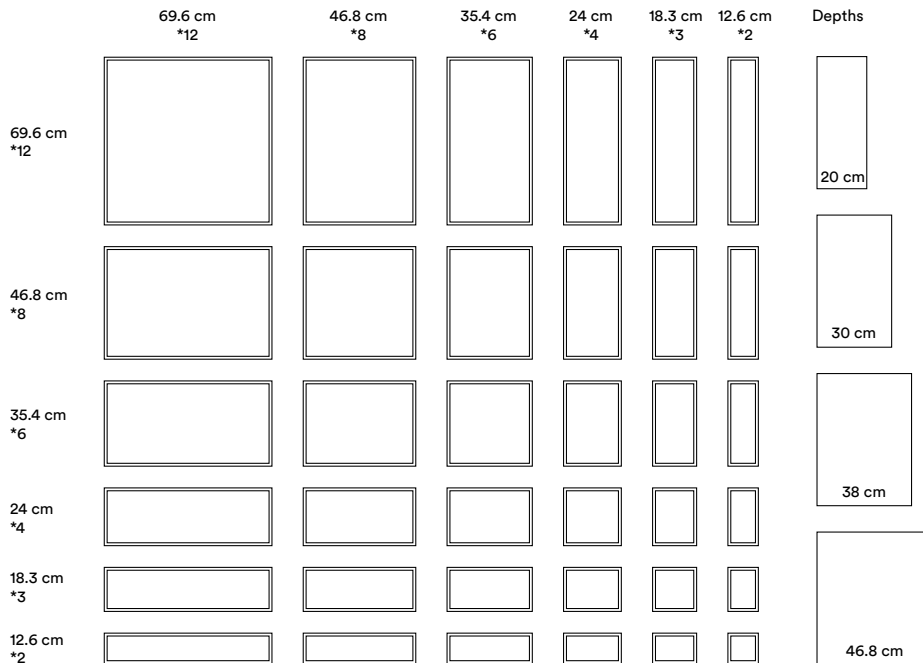 69.6 cm
*12
46.8 cm
*8
35.4 cm
*6
24 cm
*4
18.3 cm
*3
12.6 cm
*2
Depths
69.6 cm
*12
20 cm
46.8 cm
*8
30 cm
35.4 cm
*6
38 cm
24 cm
*4
18.3 cm
*3
12.6 cm
*2
46.8 cm